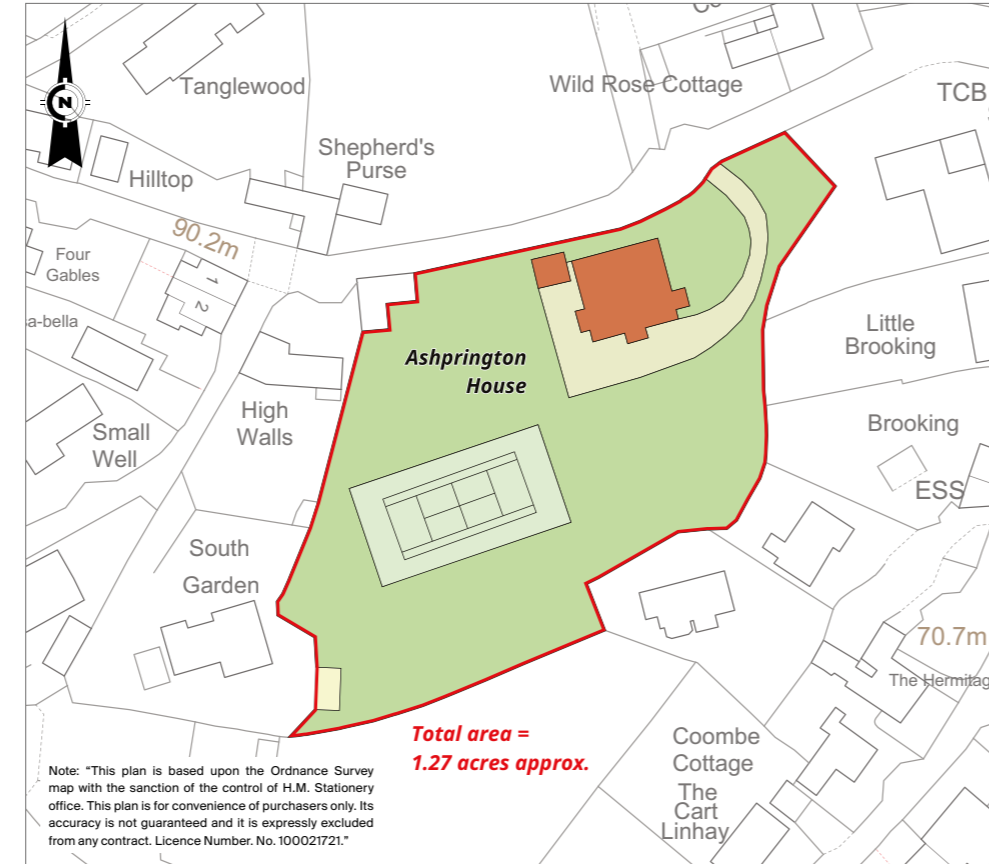 Tanglewood
Wild Rose Cottage
TCB
N
Shepherd's
Purse
Hilltop
90.2m
Four
Gables
1
2
a-bella
Little
Brooking
Ashprington
House
High
Walls
Small
Well
Brooking
ESS
South
Garden
70.7m
The Hermitag
Total area =
1.27 acres approx.
Coombe
Cottage
The
Cart
Linhay
Note: “This plan is based upon the Ordnance Survey
map with the sanction of the control of H.M. Stationery
office. This plan is for convenience of purchasers only. Its
accuracy is not guaranteed and it is expressly excluded
from any contract. Licence Number. No. 100021721.”